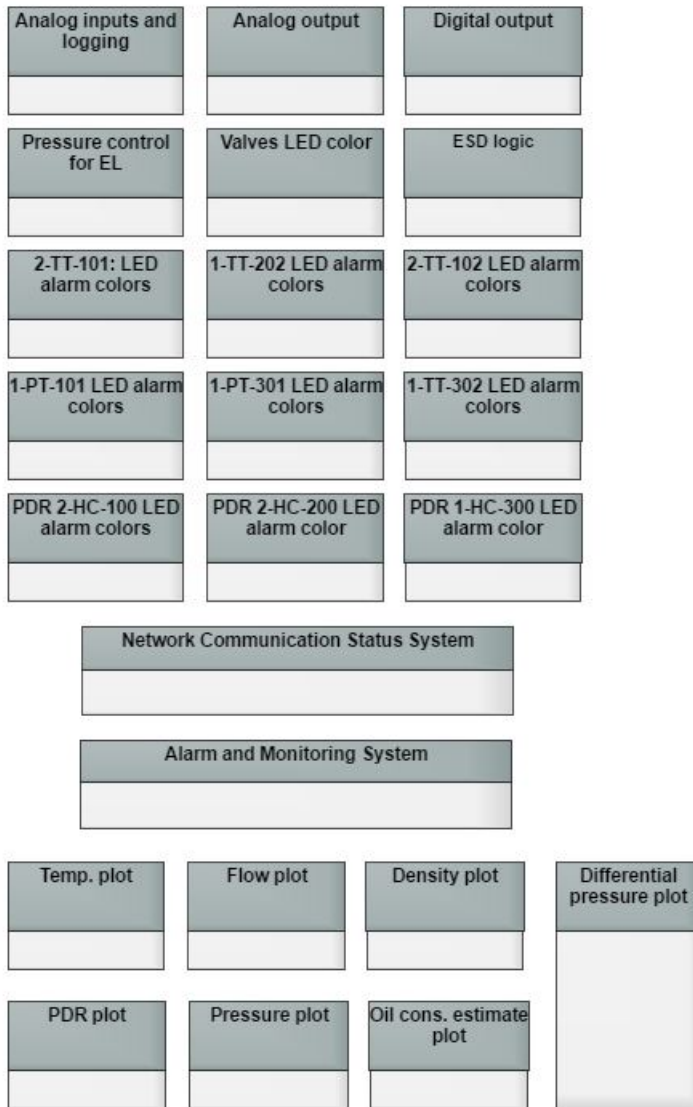 Analog inputs and
logging
Analog output
Digital output
Pressure control
for EL
Valves LED color
ESD logic
2-TT-101: LED
alarm colors
1-TT-202 LED alarm
colors
2-TT-102 LED alarm
colors
1-PT-101 LED alarm
colors
1-PT-301 LED alarm
colors
1-TT-302 LED alarm
colors
PDR 2-HC-100 LED
alarm colors
PDR 2-HC-200 LED
alarm color
PDR 1-HC-300 LED
alarm color
Network Communication Status System
Alarm and Monitoring System
Temp. plot
Flow plot
Density plot
Differential
pressure plot
PDR plot
Pressure plot
Oil cons. estimate
plot